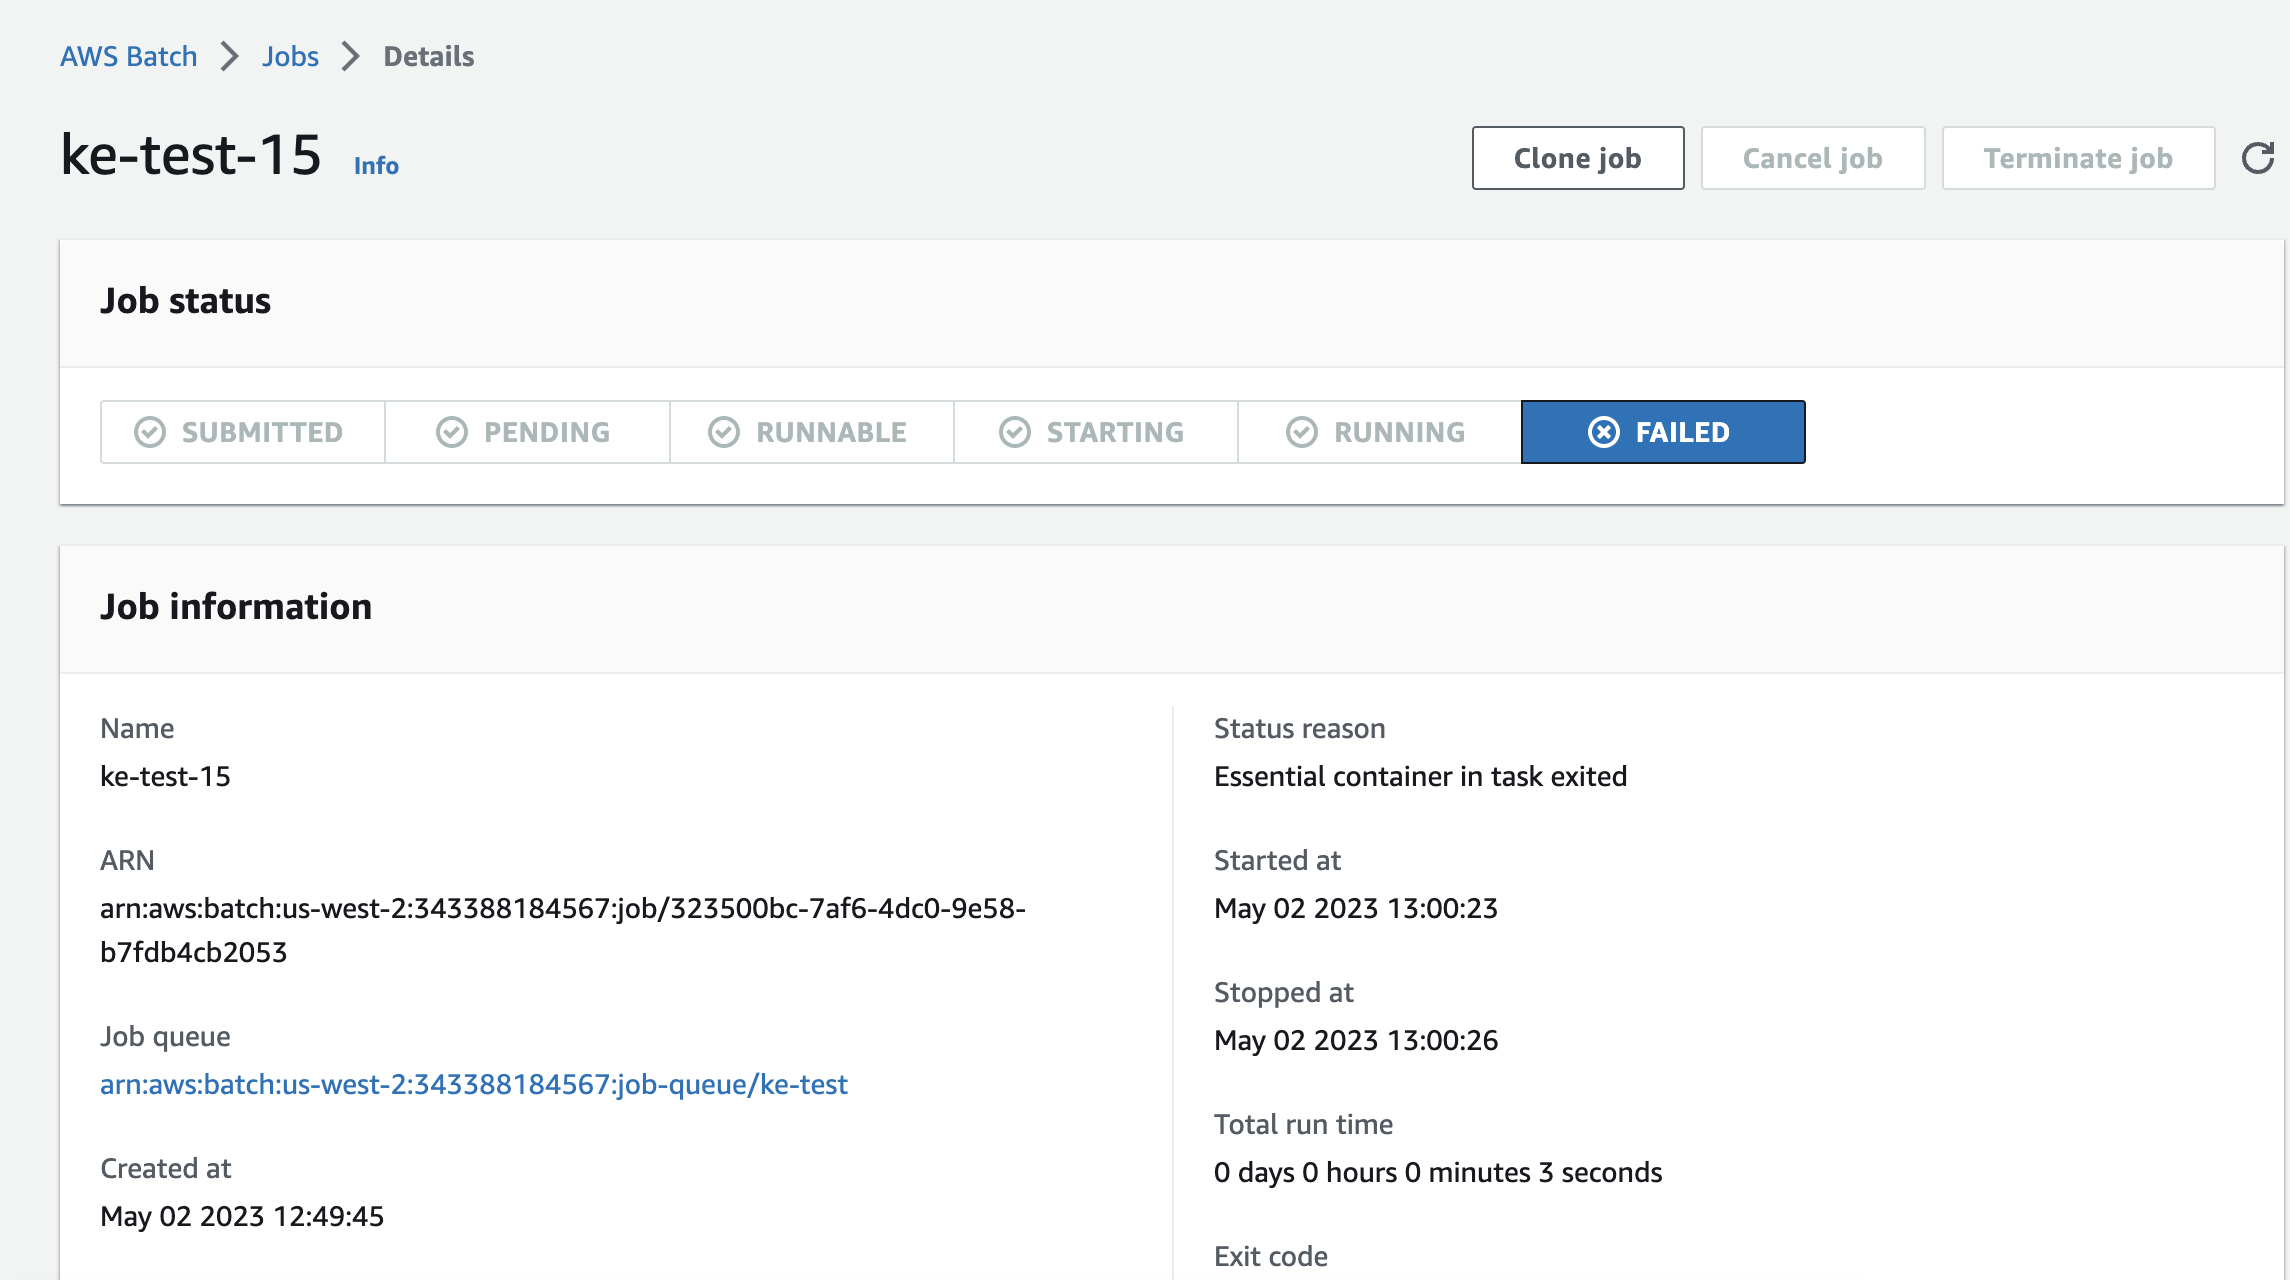 AWS Batch > Jobs > Details
ke-test-15 Info
Clone job Cancel job Terminate job
Job status
SUBMITTED PENDING RUNNABLE STARTING RUNNING FAILED
Job information
Name
ke-test-15
ARN
arn:aws:batch:us-west-2:343388184567:job/323500bc-7af6-4dc0-9e58-
b7fdb4cb2053
Job queue
arn:aws:batch:us-west-2:343388184567:job-queue/ke-test
Created at
May 02 2023 12:49:45
Status reason
Essential container in task exited
Started at
May 02 2023 13:00:23
Stopped at
May 02 2023 13:00:26
Total run time
0 days 0 hours 0 minutes 3 seconds
Exit code